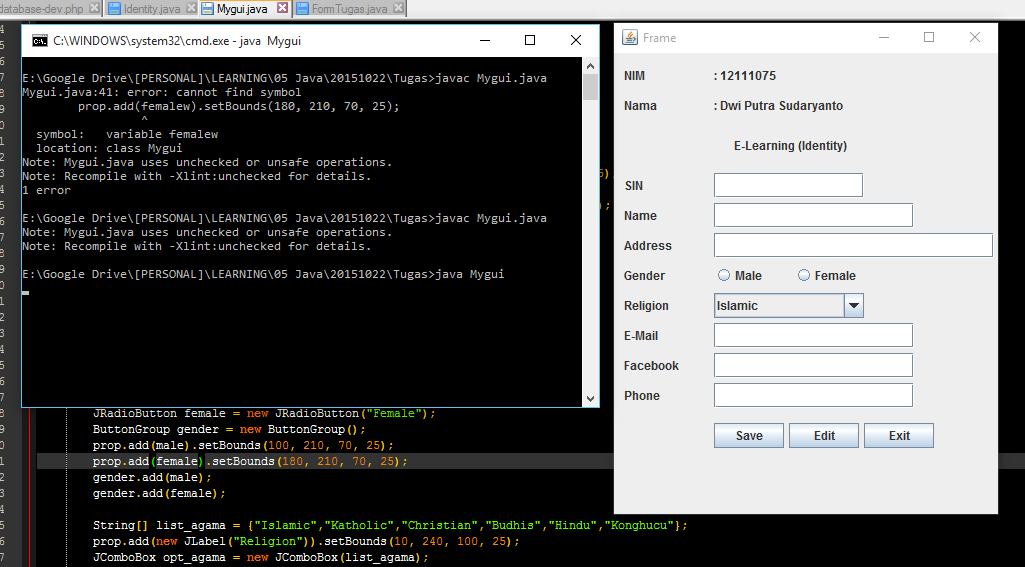 database-dev.php Identity.java Mygui.java FormTugas.java
C:\WINDOWS\system32\cmd.exe - java Mygui
E:\Google Drive\[PERSONAL]\LEARNING\05 Java\20151022\Tugas>javac Mygui.java
Mygui.java:41: error: cannot find symbol
prop.add(femalew).setBounds(180, 210, 70, 25);
^
symbol: variable femalew
location: class Mygui
Note: Mygui.java uses unchecked or unsafe operations.
Note: Recompile with -Xlint:unchecked for details.
1 error
E:\Google Drive\[PERSONAL]\LEARNING\05 Java\20151022\Tugas>javac Mygui.java
Note: Mygui.java uses unchecked or unsafe operations.
Note: Recompile with -Xlint:unchecked for details.
E:\Google Drive\[PERSONAL]\LEARNING\05 Java\20151022\Tugas>java Mygui
JRadioButton female = new JRadioButton("Female");
ButtonGroup gender = new ButtonGroup();
prop.add(male).setBounds(100, 210, 70, 25);
prop.add(female).setBounds(180, 210, 70, 25);
gender.add(male);
gender.add(female);
String[] list_agama = {"Islamic","Katholic","Christian","Budhis","Hindu","Konghucu"};
prop.add(new JLabel("Religion")).setBounds(10, 240, 100, 25);
JComboBox opt_agama = new JComboBox(list_agama);
Frame
NIM : 12111075
Nama : Dwi Putra Sudaryanto
E-Learning (Identity)
SIN
Name
Address
Gender Male Female
Religion Islamic
E-Mail
Facebook
Phone
Save Edit Exit